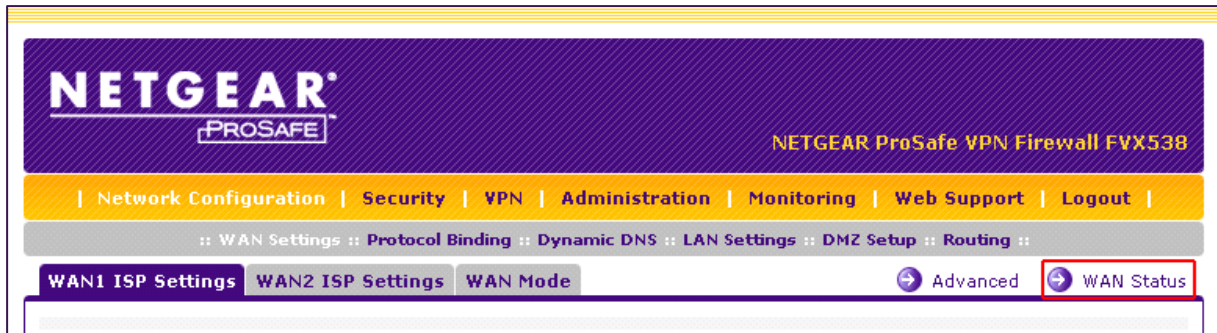 NETGEAR®
PROSAFE™
NETGEAR ProSafe VPN Firewall FVX538
| Network Configuration | Security | VPN | Administration | Monitoring | Web Support | Logout |
:: WAN Settings :: Protocol Binding :: Dynamic DNS :: LAN Settings :: DMZ Setup :: Routing ::
WAN1 ISP Settings WAN2 ISP Settings WAN Mode Advanced WAN Status